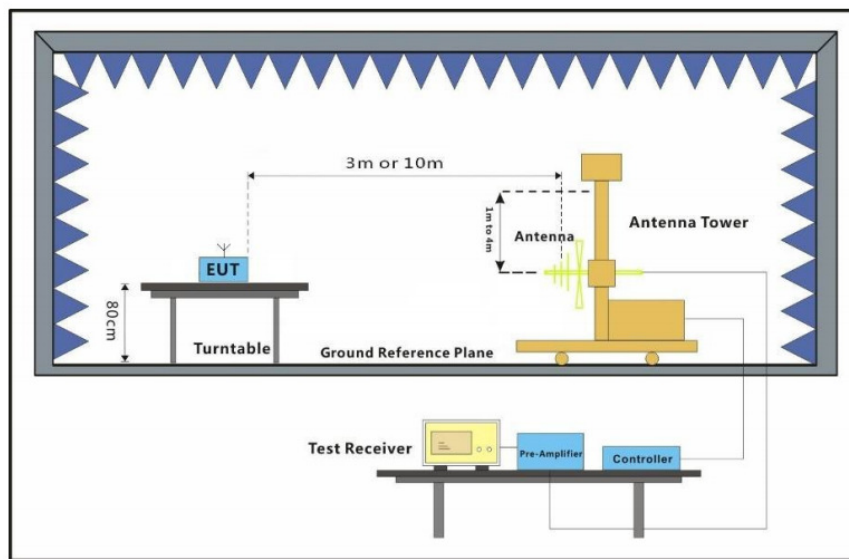 3m or 10m
1m to 4m
Antenna
Antenna Tower
EUT
80cm
Turntable
Ground Reference Plane
Test Receiver
Pre-Amplifier
Controller